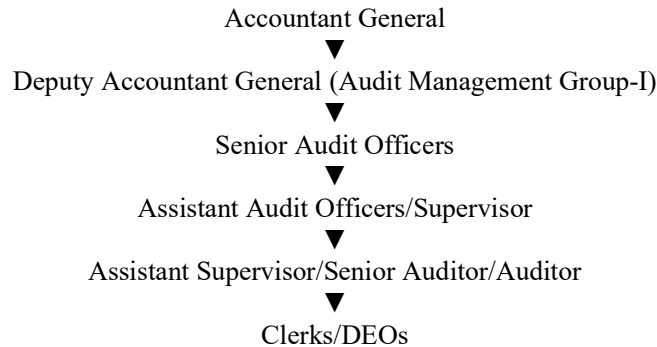 Accountant General
▼
Deputy Accountant General (Audit Management Group-I)
▼
Senior Audit Officers
▼
Assistant Audit Officers/Supervisor
▼
Assistant Supervisor/Senior Auditor/Auditor
▼
Clerks/DEOs